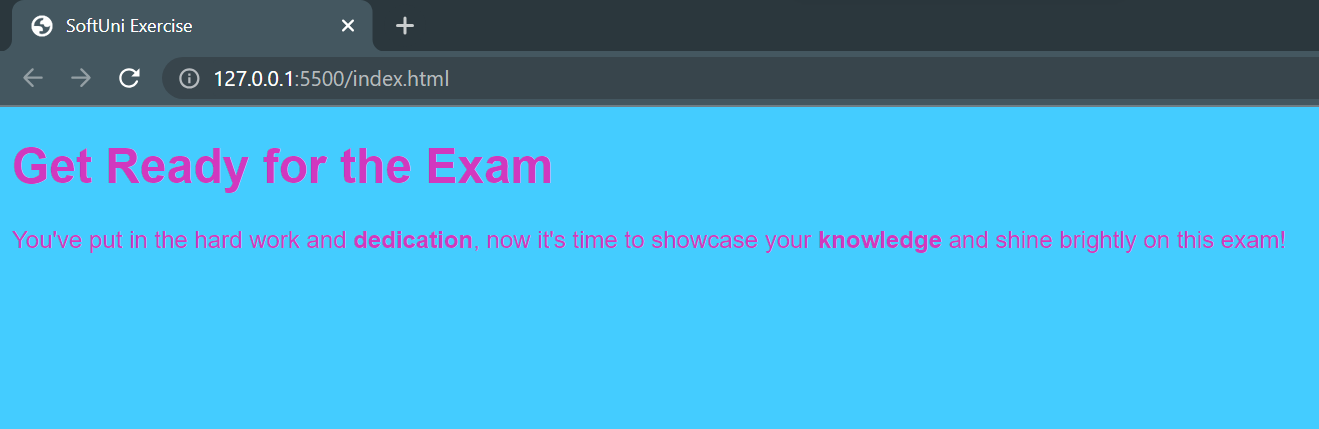 SoftUni Exercise
127.0.0.1:5500/index.html
Get Ready for the Exam
You've put in the hard work and dedication, now it's time to showcase your knowledge and shine brightly on this exam!